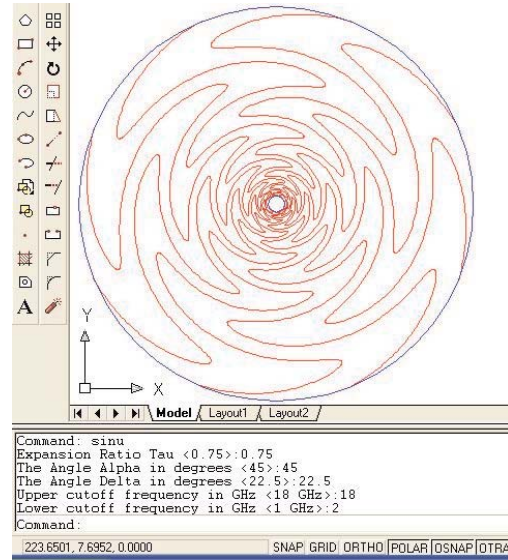 A
Y
X
Model Layout1 Layout2
Command: sinu
Expansion Ratio Tau <0.75>:0.75
The Angle Alpha in degrees <45>:45
The Angle Delta in degrees <22.5>:22.5
Upper cutoff frequency in GHz <18 GHz>:18
Lower cutoff frequency in GHz <1 GHz>:2
Command:
223.6501, 7.6952, 0.0000 SNAP GRID ORTHO POLAR OSNAP OTRA